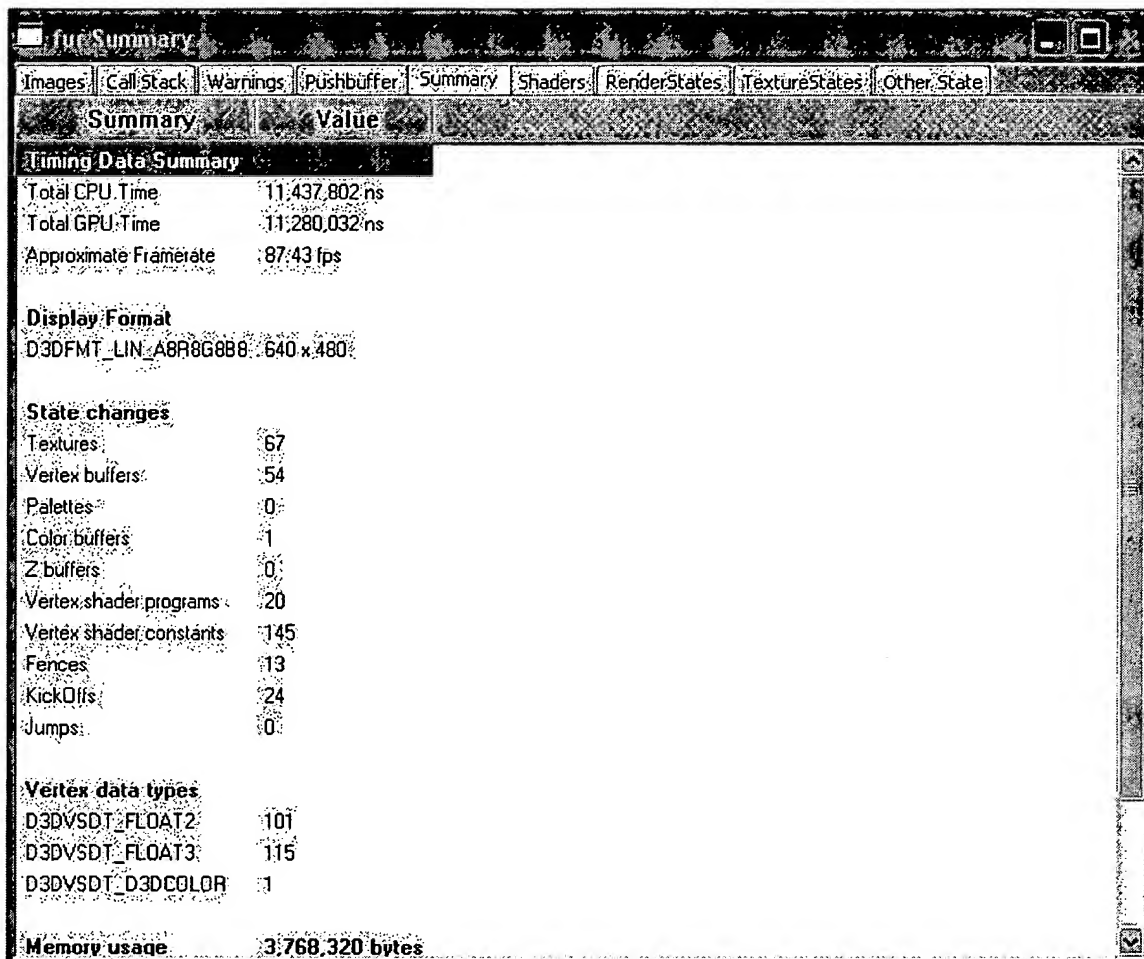 fur Summary
Images Call Stack Warnings Pushbuffer Summary Shaders RenderStates TextureStates Other State
Summary Value
Timing Data Summary
Total CPU Time 11,437,802 ns
Total GPU Time 11,280,032 ns
Approximate Framerate 87.43 fps
Display Format
D3DFMT_LIN_A8R8G8B8 640 x 480
State changes
Textures 67
Vertex buffers 54
Palettes 0
Color buffers 1
Z buffers 0
Vertex shader programs 20
Vertex shader constants 145
Fences 13
KickOffs 24
Jumps 0
Vertex data types
D3DVSDT_FLOAT2 101
D3DVSDT_FLOAT3 115
D3DVSDT_D3DCOLOR 1
Memory usage 3,768,320 bytes